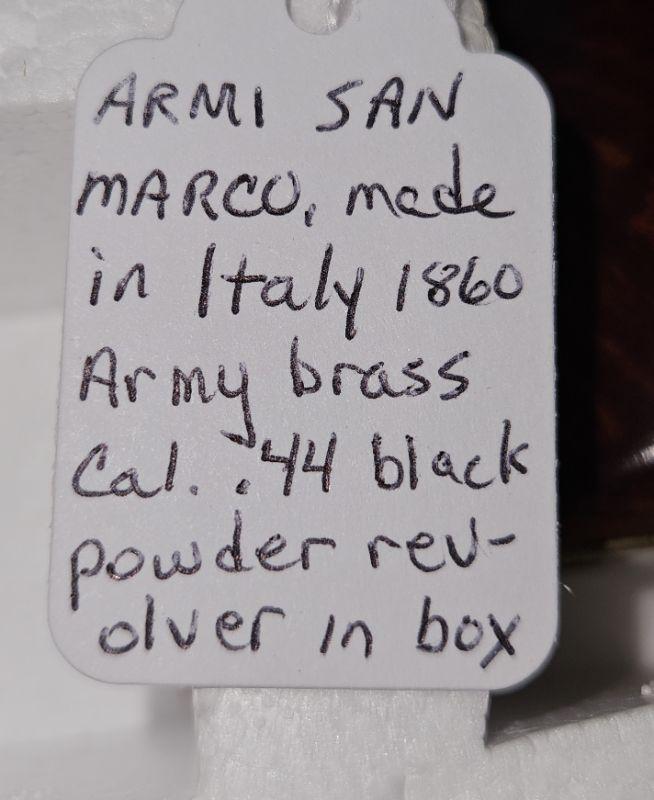 ARMI SAN
MARCO, made
in Italy 1860
Army brass
Cal. .44 black
powder rev-
olver in box